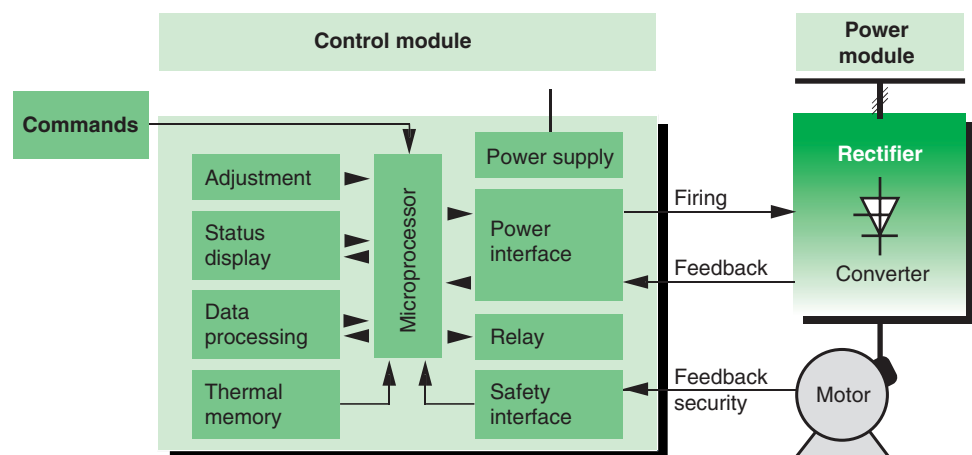 Control module
Power
module
Commands
Adjustment
Status
display
Data
processing
Thermal
memory
Microprocessor
Power supply
Power
interface
Relay
Safety
interface
Firing
Feedback
Feedback
security
Rectifier
Converter
Motor